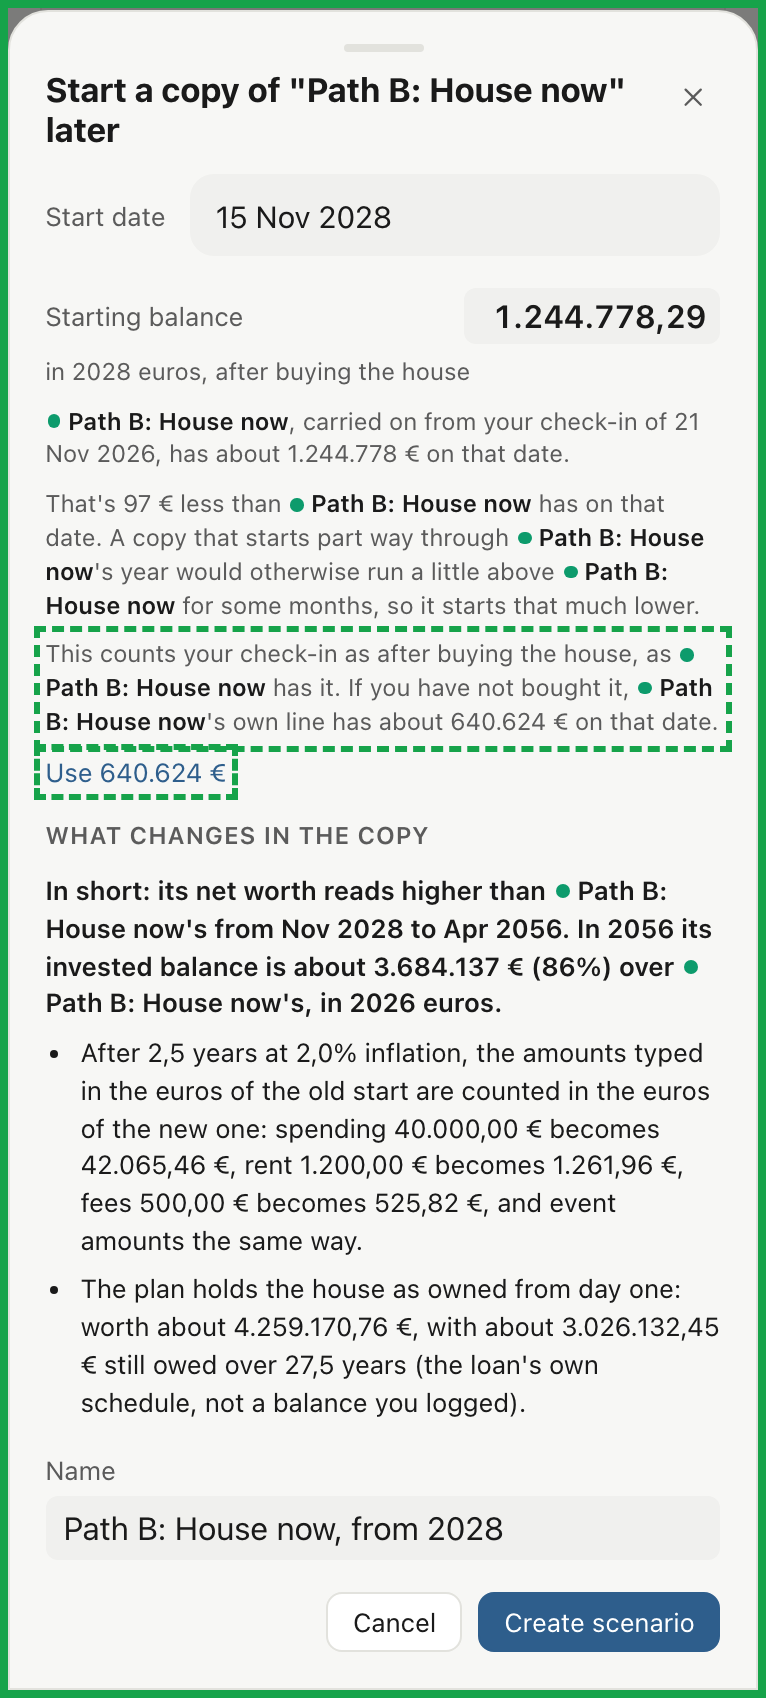 Start a copy of "Path B: House now"
later
Start date
15 Nov 2028
Starting balance
1.244.778,29
in 2028 euros, after buying the house
Path B: House now, carried on from your check-in of 21
Nov 2026, has about 1.244.778 € on that date.
That's 97 € less than Path B: House now has on that
date. A copy that starts part way through Path B: House
now's year would otherwise run a little above Path B:
House now for some months, so it starts that much lower.
This counts your check-in as after buying the house, as
Path B: House now has it. If you have not bought it, Path
B: House now's own line has about 640.624 € on that date.
Use 640.624 €
WHAT CHANGES IN THE COPY
In short: its net worth reads higher than Path B:
House now's from Nov 2028 to Apr 2056. In 2056 its
invested balance is about 3.684.137 € (86%) over
Path B: House now's, in 2026 euros.
• After 2,5 years at 2,0% inflation, the amounts typed
in the euros of the old start are counted in the euros
of the new one: spending 40.000,00 € becomes
42.065,46 €, rent 1.200,00 € becomes 1.261,96 €,
fees 500,00 € becomes 525,82 €, and event
amounts the same way.
• The plan holds the house as owned from day one:
worth about 4.259.170,76 €, with about 3.026.132,45
€ still owed over 27,5 years (the loan's own
schedule, not a balance you logged).
Name
Path B: House now, from 2028
Cancel
Create scenario